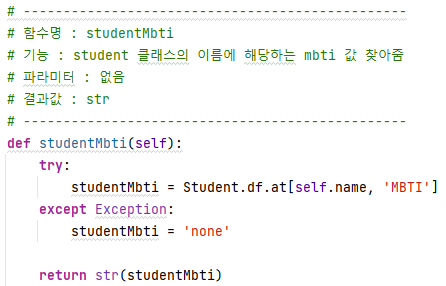 # ------------------------------------------------
# 함수명 : studentMbti
# 기능 : student 클래스의 이름에 해당하는 mbti 값 찾아줌
# 파라미터 : 없음
# 결과값 : str
# ------------------------------------------------
def studentMbti(self):
    try:
        studentMbti = Student.df.at[self.name, 'MBTI']
    except Exception:
        studentMbti = 'none'
    return str(studentMbti)